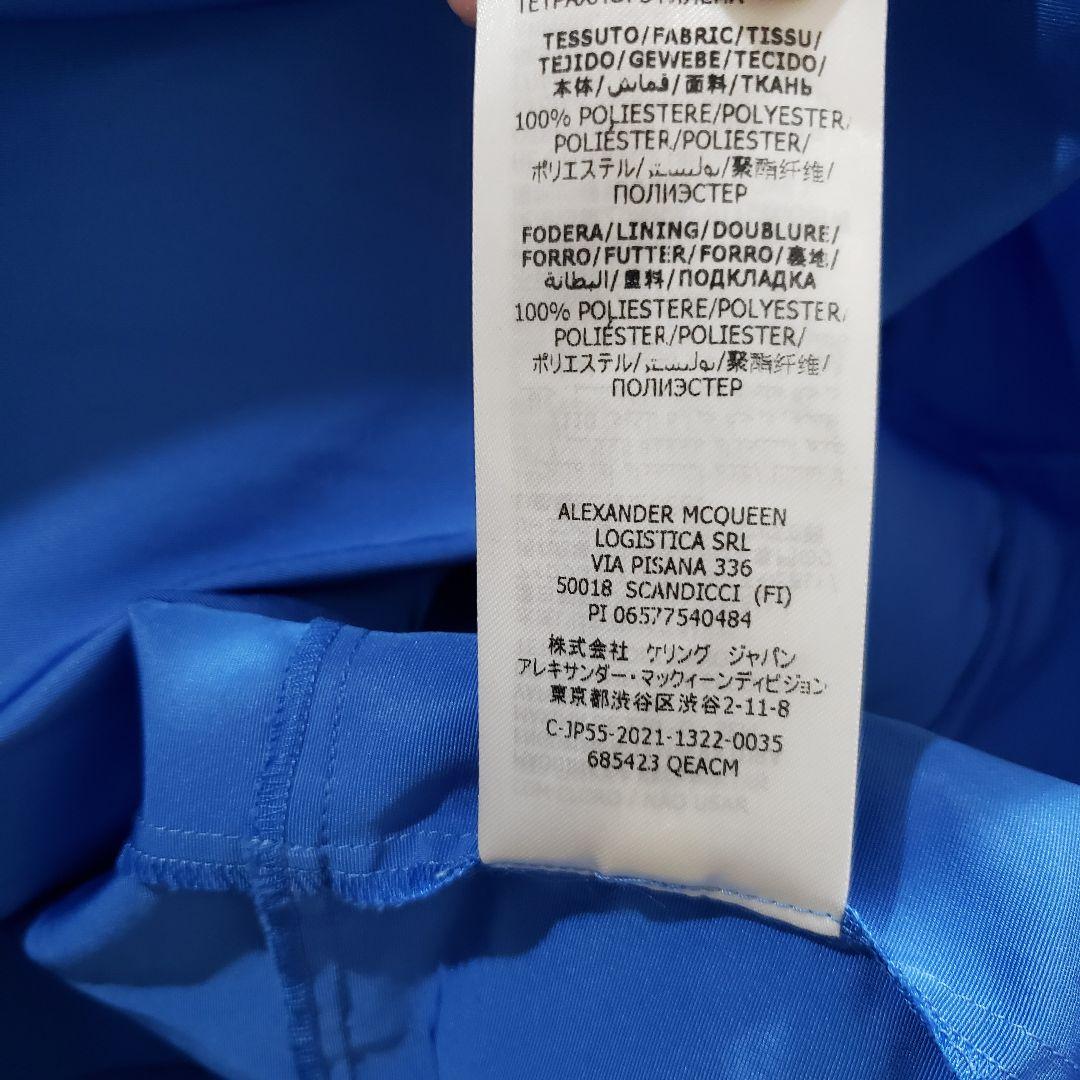 TESSUTO/FABRIC/TISSU/
TEJIDO/GEWEBE/TECIDO/
本体/قماش/面料/ТКАНЬ
100% POLIESTERE/POLYESTER/
POLIÉSTER/POLIESTER/
ポリエステル/بوليستر/聚酯纤维/
ПОЛИЭСТЕР
FODERA/LINING/DOUBLURE/
FORRO/FUTTER/FORRO/裏地/
البطانة/里料/ПОДКЛАДКА
100% POLIESTERE/POLYESTER/
POLIÉSTER/POLIESTER/
ポリエステル/بوليستر/聚酯纤维/
ПОЛИЭСТЕР
ALEXANDER MCQUEEN
LOGISTICA SRL
VIA PISANA 336
50018 SCANDICCI (FI)
PI 06577540484
株式会社 ケリング ジャパン
アレキサンダー・マックィーンディビジョン
東京都渋谷区渋谷2-11-8
C-JP55-2021-1322-0035
685423 QEACM